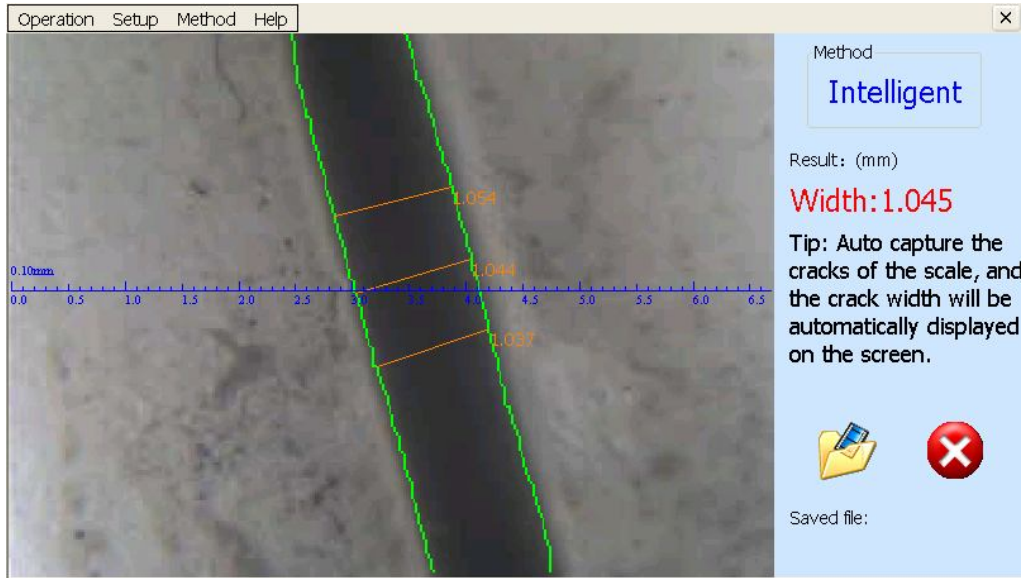 Operation Setup Method Help
Method
Intelligent
Result: (mm)
Width:1.045
Tip: Auto capture the
cracks of the scale, and
the crack width will be
automatically displayed
on the screen.
Saved file:
1.054
1.044
0.10mm
0.0 0.5 1.0 1.5 2.0 2.5 3.0 3.5 4.0 4.5 5.0 5.5 6.0 6.5
1.037